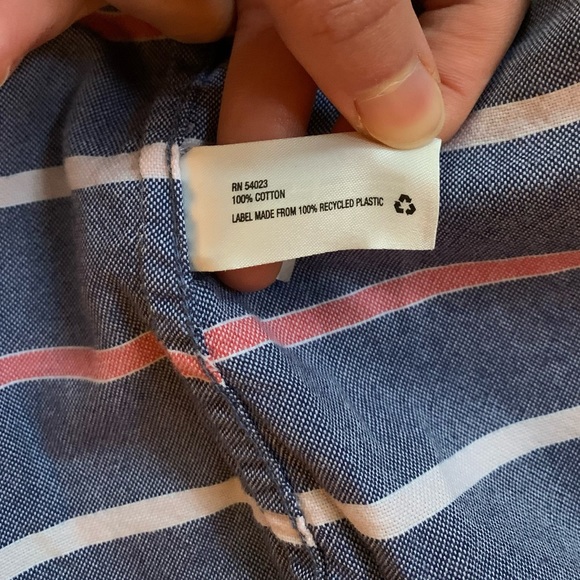 RN 54023
100% COTTON
LABEL MADE FROM 100% RECYCLED PLASTIC